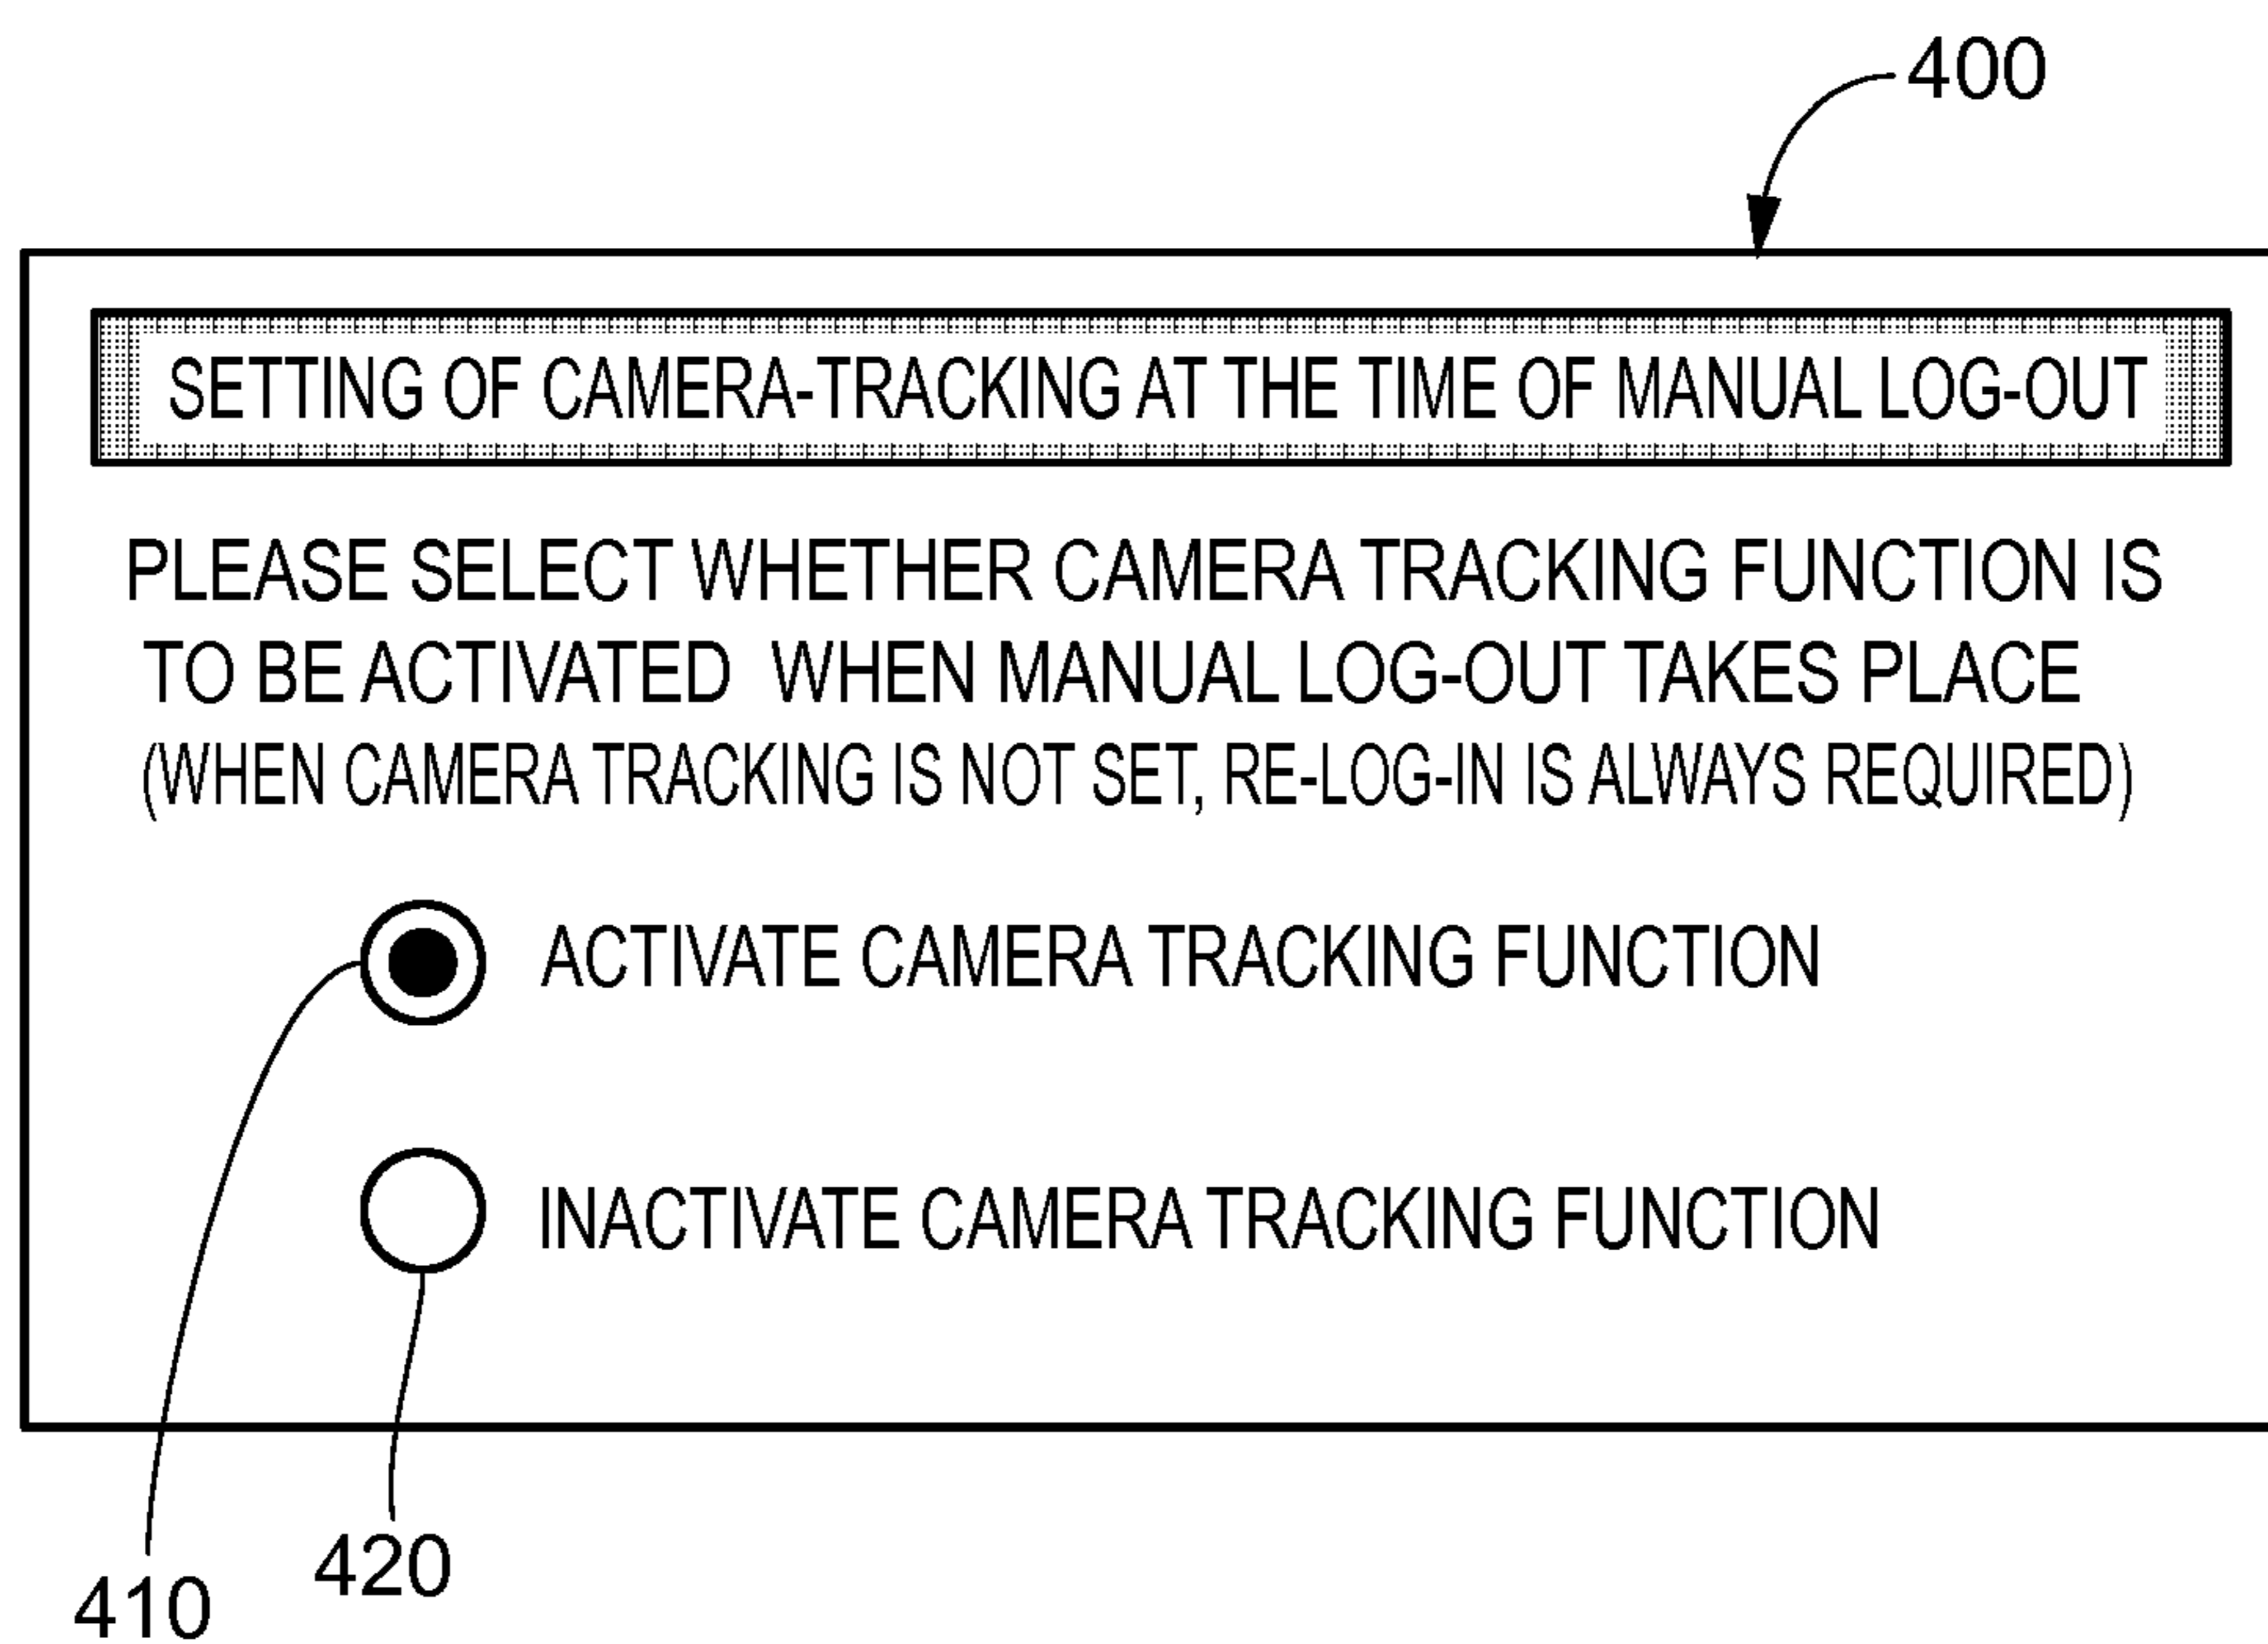 400
SETTING OF CAMERA-TRACKING AT THE TIME OF MANUAL LOG-OUT
PLEASE SELECT WHETHER CAMERA TRACKING FUNCTION IS
TO BE ACTIVATED WHEN MANUAL LOG-OUT TAKES PLACE
(WHEN CAMERA TRACKING IS NOT SET, RE-LOG-IN IS ALWAYS REQUIRED)
ACTIVATE CAMERA TRACKING FUNCTION
INACTIVATE CAMERA TRACKING FUNCTION
420
410